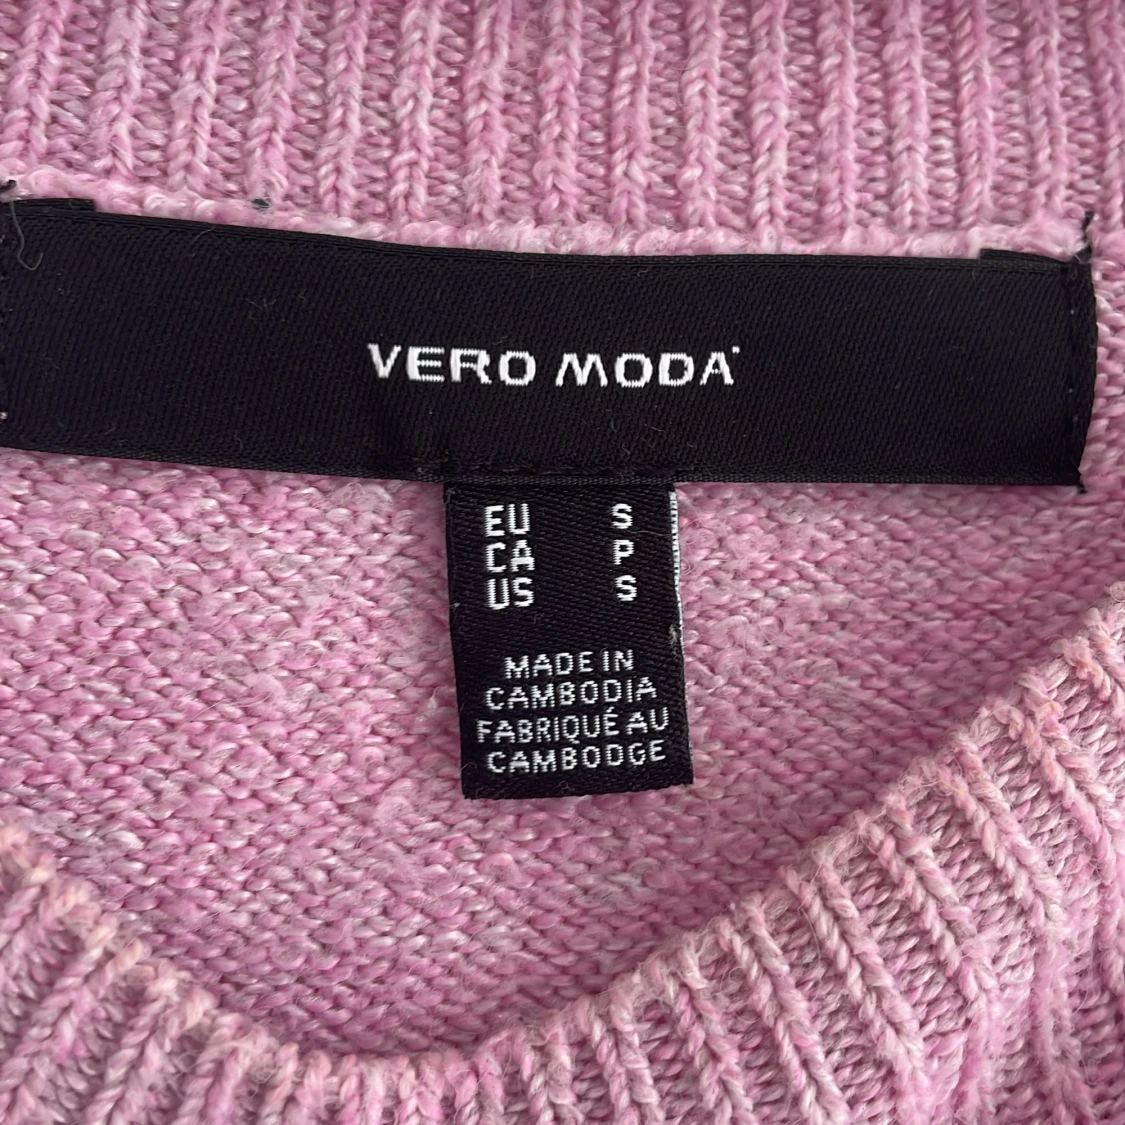 VERO MODA
EU S
CA P
US S
MADE IN
CAMBODIA
FABRIQUÉ AU
CAMBODGE